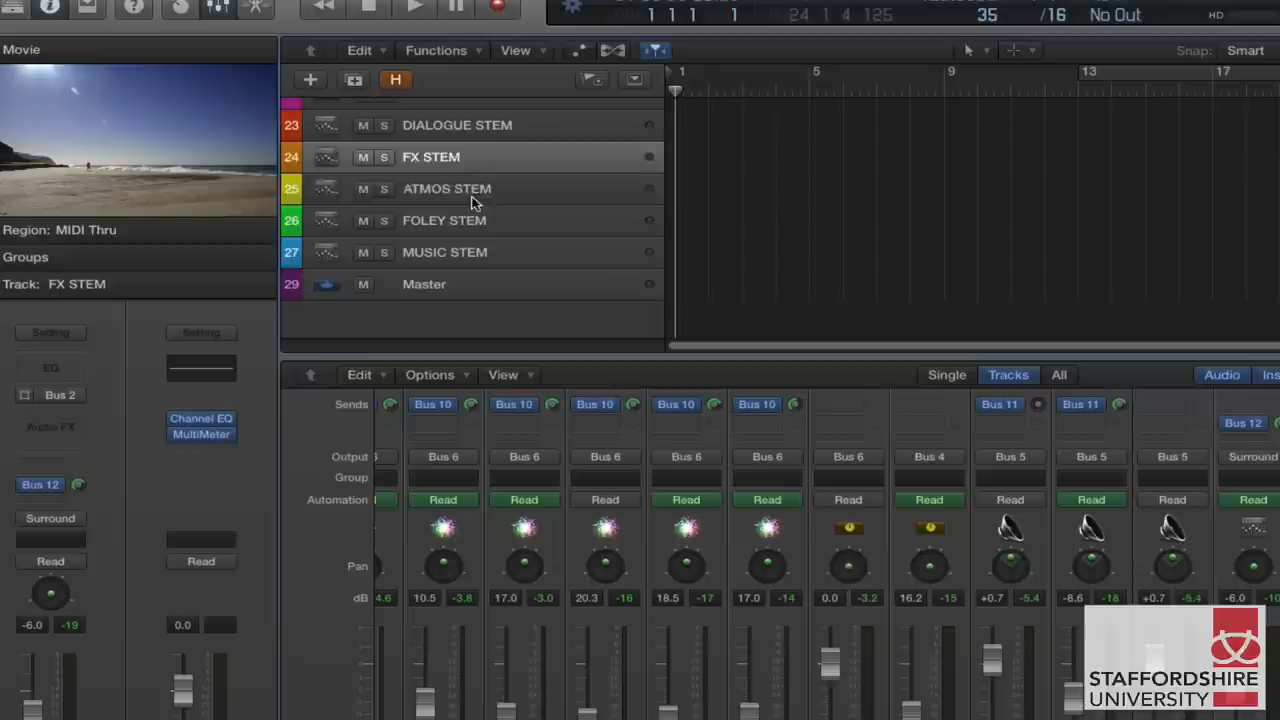 1 1 1 1 24 1 4 125 35 /16 No Out HD
Movie
Edit Functions View Snap: Smart
H
1 5 9 13 17
23 M S DIALOGUE STEM
24 M S FX STEM
25 M S ATMOS STEM
26 M S FOLEY STEM
27 M S MUSIC STEM
29 M Master
Region: MIDI Thru
Groups
Track: FX STEM
Setting Setting
EQ
Bus 2
Audio FX
Channel EQ
MultiMeter
Bus 12
Surround
Read Read
-6.0 -19 0.0
Edit Options View Single Tracks All Audio Ins
Sends Bus 10 Bus 10 Bus 10 Bus 10 Bus 10 Bus 11 Bus 11
Bus 12
Output Bus 6 Bus 6 Bus 6 Bus 6 Bus 6 Bus 6 Bus 4 Bus 5 Bus 5 Bus 5 Surround
Group
Automation Read Read Read Read Read Read Read Read Read Read Read
Pan
dB 4.6 10.5 -3.8 17.0 -3.0 20.3 -16 18.5 -17 17.0 -14 0.0 -3.2 16.2 -15 +0.7 -5.4 -8.6 -18 +0.7 -5.4 -6.0 -10
STAFFORDSHIRE
UNIVERSITY